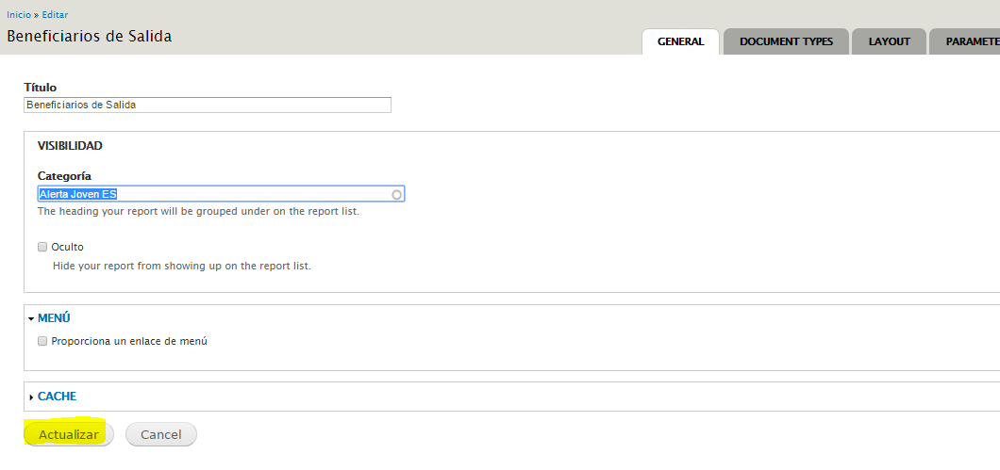 Inicio » Editar
Beneficiarios de Salida
GENERAL DOCUMENT TYPES LAYOUT PARAMETE
Título
Beneficiarios de Salida
VISIBILIDAD
Categoría
Alerta Joven ES
The heading your report will be grouped under on the report list.
Oculto
Hide your report from showing up on the report list.
MENÚ
Proporciona un enlace de menú
CACHE
Actualizar Cancel